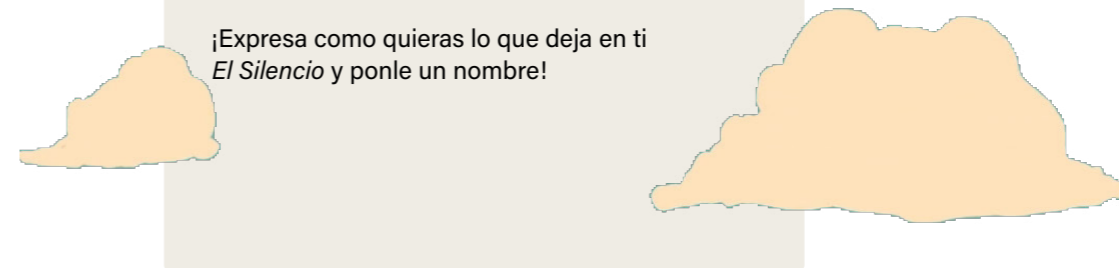 ¡Expresa como quieras lo que deja en ti
El Silencio y ponle un nombre!